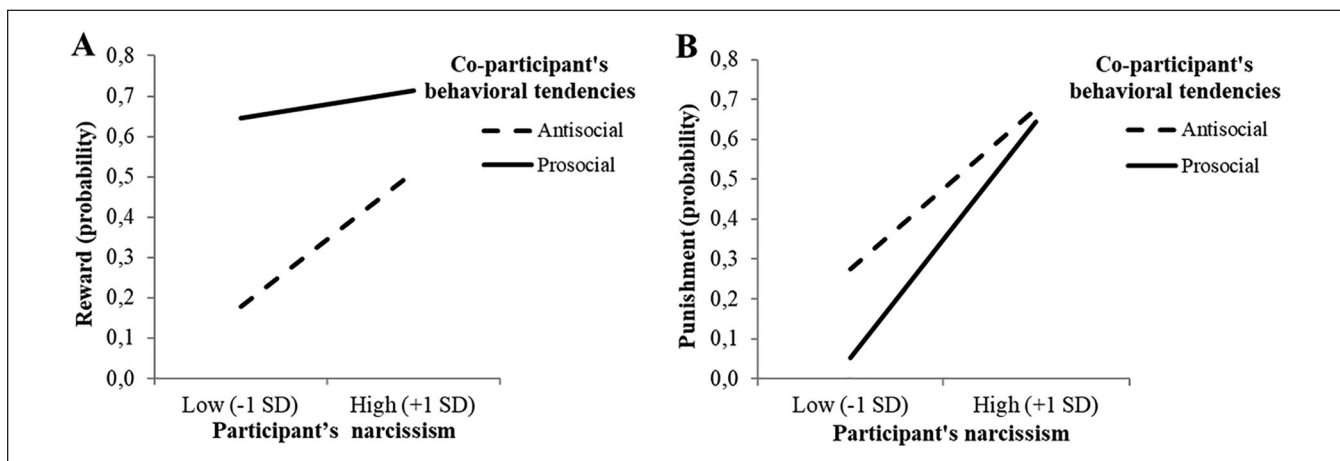 A
Co-participant's
behavioral tendencies
Antisocial
Prosocial
Reward (probability)
0,8
0,7
0,6
0,5
0,4
0,3
0,2
0,1
0,0
Low (-1 SD) High (+1 SD)
Participant’s narcissism
B
Co-participant's
behavioral tendencies
Antisocial
Prosocial
Punishment (probability)
0,8
0,7
0,6
0,5
0,4
0,3
0,2
0,1
0,0
Low (-1 SD) High (+1 SD)
Participant's narcissism